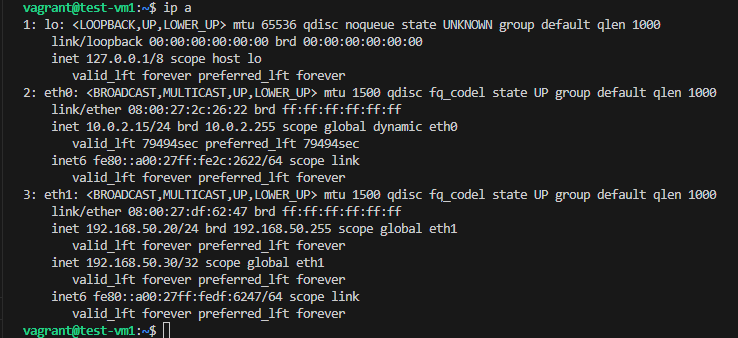 vagrant@test-vm1:~$ ip a
1: lo: <LOOPBACK,UP,LOWER_UP> mtu 65536 qdisc noqueue state UNKNOWN group default qlen 1000
    link/loopback 00:00:00:00:00:00 brd 00:00:00:00:00:00
    inet 127.0.0.1/8 scope host lo
       valid_lft forever preferred_lft forever
2: eth0: <BROADCAST,MULTICAST,UP,LOWER_UP> mtu 1500 qdisc fq_codel state UP group default qlen 1000
    link/ether 08:00:27:2c:26:22 brd ff:ff:ff:ff:ff:ff
    inet 10.0.2.15/24 brd 10.0.2.255 scope global dynamic eth0
       valid_lft 79494sec preferred_lft 79494sec
    inet6 fe80::a00:27ff:fe2c:2622/64 scope link
       valid_lft forever preferred_lft forever
3: eth1: <BROADCAST,MULTICAST,UP,LOWER_UP> mtu 1500 qdisc fq_codel state UP group default qlen 1000
    link/ether 08:00:27:df:62:47 brd ff:ff:ff:ff:ff:ff
    inet 192.168.50.20/24 brd 192.168.50.255 scope global eth1
       valid_lft forever preferred_lft forever
    inet 192.168.50.30/32 scope global eth1
       valid_lft forever preferred_lft forever
    inet6 fe80::a00:27ff:fedf:6247/64 scope link
       valid_lft forever preferred_lft forever
vagrant@test-vm1:~$